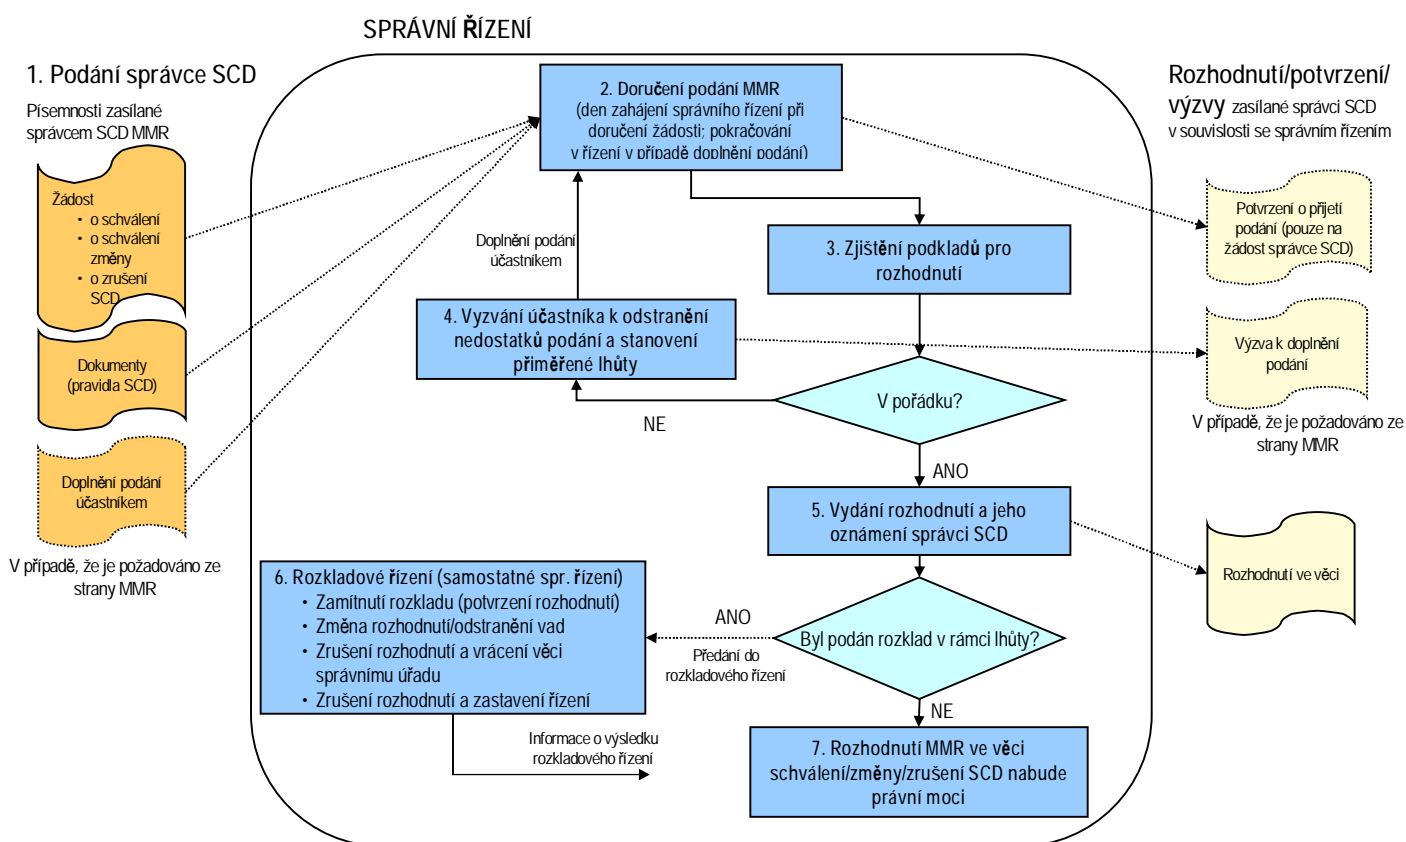 SPRÁVNÍ ŘÍZENÍ
1. Podání správce SCD
Písemnosti zasílané
správcem SCD MMR
Žádost
• o schválení
• o schválení
změny
• o zrušení
SCD
Dokumenty
(pravidla SCD)
Doplnění podání
účastníkem
V případě, že je požadováno ze
strany MMR
2. Doručení podání MMR
(den zahájení správního řízení při
doručení žádosti; pokračování
v řízení v případě doplnění podání)
Doplnění podání
účastníkem
3. Zjištění podkladů pro
rozhodnutí
4. Vyzvání účastníka k odstranění
nedostatků podání a stanovení
přiměřené lhůty
V pořádku?
NE
ANO
5. Vydání rozhodnutí a jeho
oznámení správci SCD
6. Rozkladové řízení (samostatné spr. řízení)
• Zamítnutí rozkladu (potvrzení rozhodnutí)
• Změna rozhodnutí/odstranění vad
• Zrušení rozhodnutí a vrácení věci
správnímu úřadu
• Zrušení rozhodnutí a zastavení řízení
ANO
Předání do
rozkladového řízení
Byl podán rozklad v rámci lhůty?
NE
Informace o výsledku
rozkladového řízení
7. Rozhodnutí MMR ve věci
schválení/změny/zrušení SCD nabude
právní moci
Rozhodnutí/potvrzení/
výzvy zasílané správci SCD
v souvislosti se správním řízením
Potvrzení o přijetí
podání (pouze na
žádost správce SCD)
Výzva k doplnění
podání
V případě, že je požadováno ze
strany MMR
Rozhodnutí ve věci